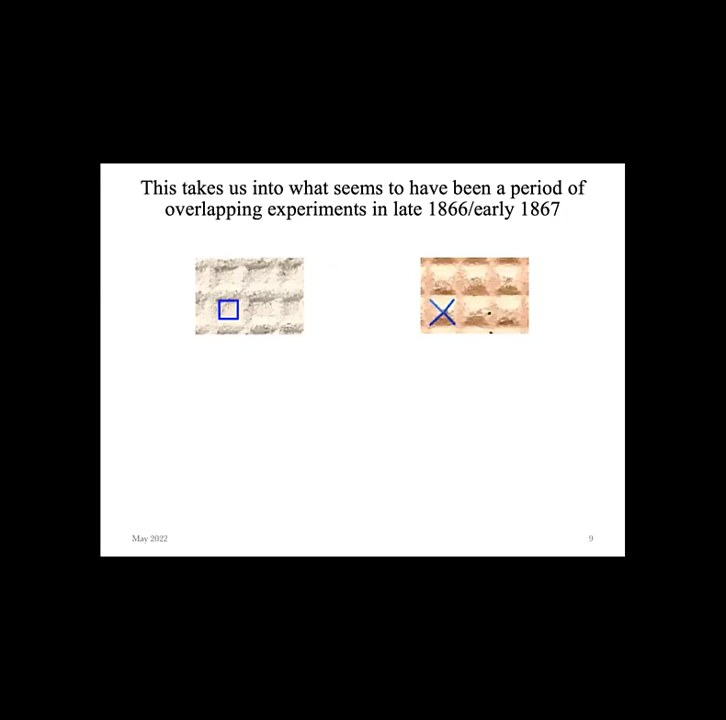 This takes us into what seems to have been a period of
overlapping experiments in late 1866/early 1867
May 2022
9